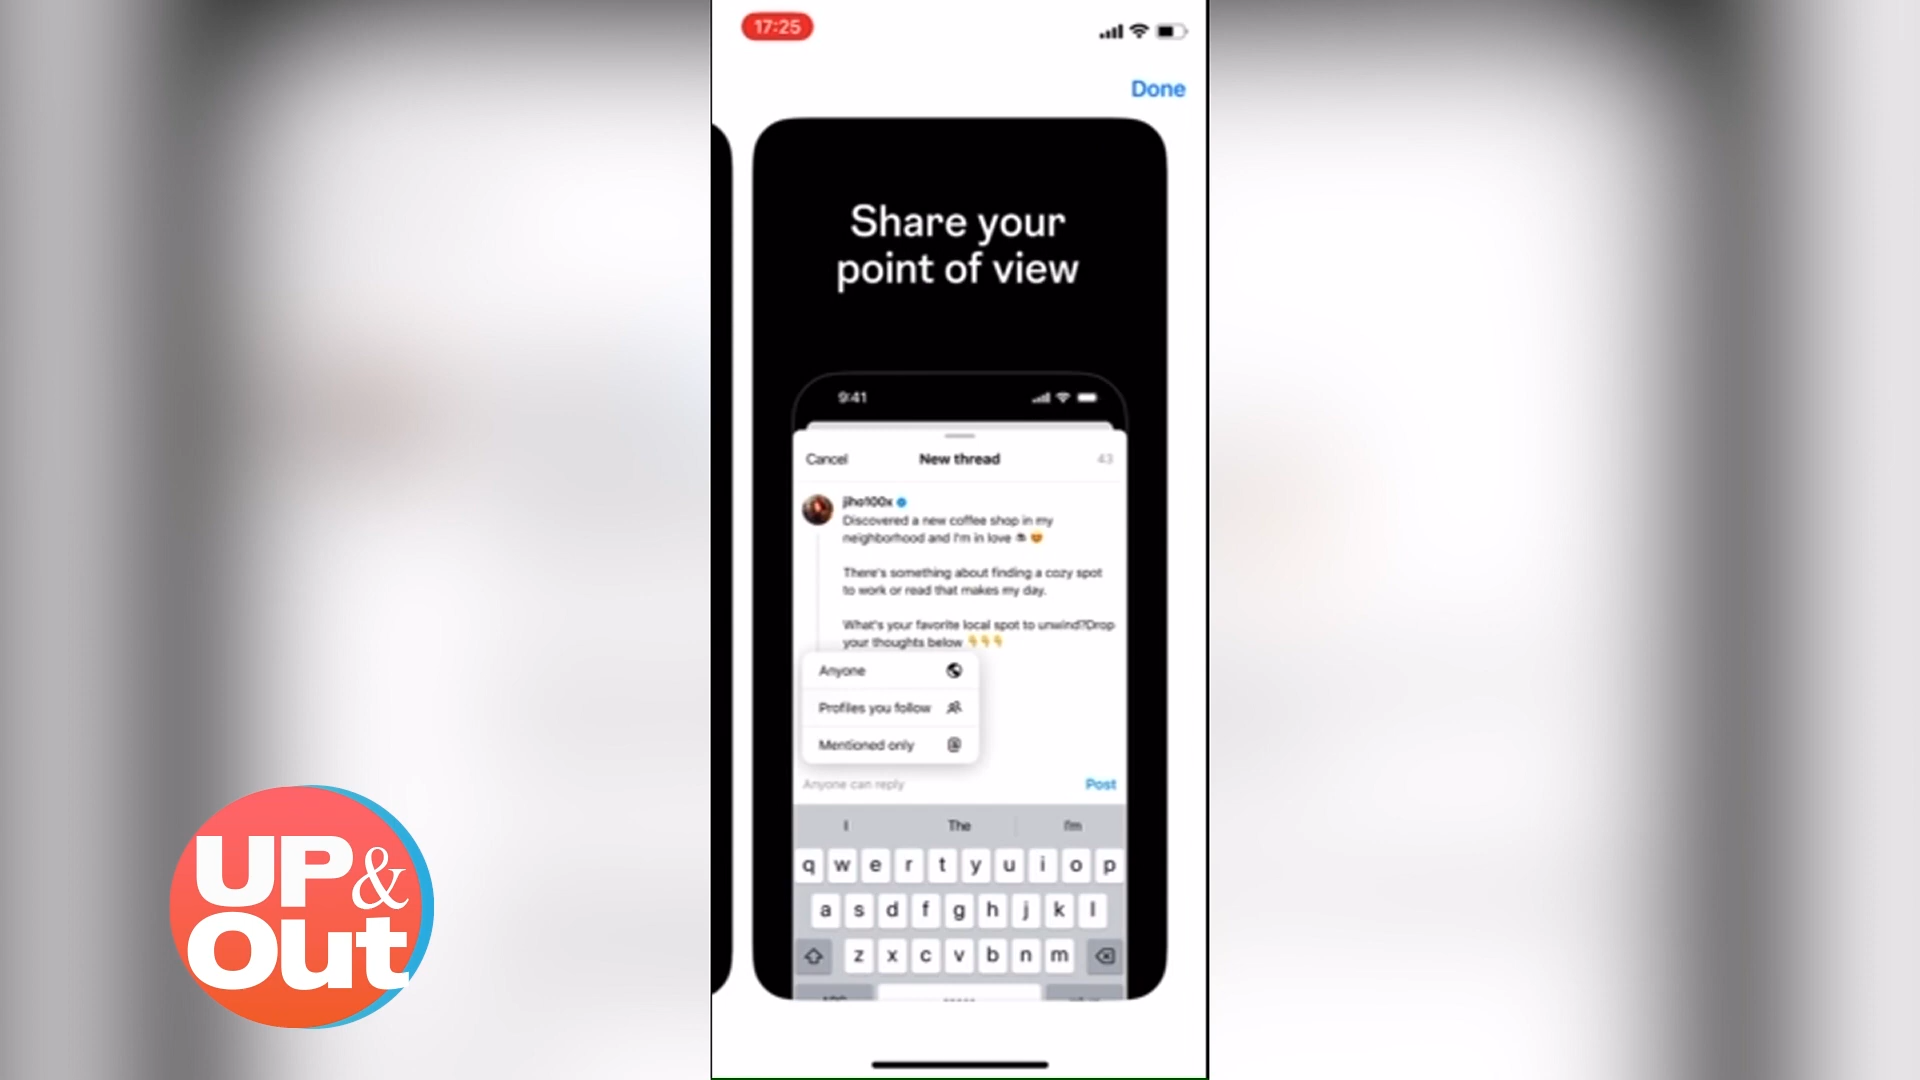 17:25
Done
Share your
point of view
9:41
Cancel
New thread
43
jiho100x
Discovered a new coffee shop in my
neighborhood and I'm in love
There's something about finding a cozy spot
to work or read that makes my day.
What's your favorite local spot to unwind?Drop
your thoughts below
Anyone
Profiles you follow
Mentioned only
Anyone can reply
Post
I The I'm
q w e r t y u i o p
a s d f g h j k l
z x c v b n m
UP&
Out